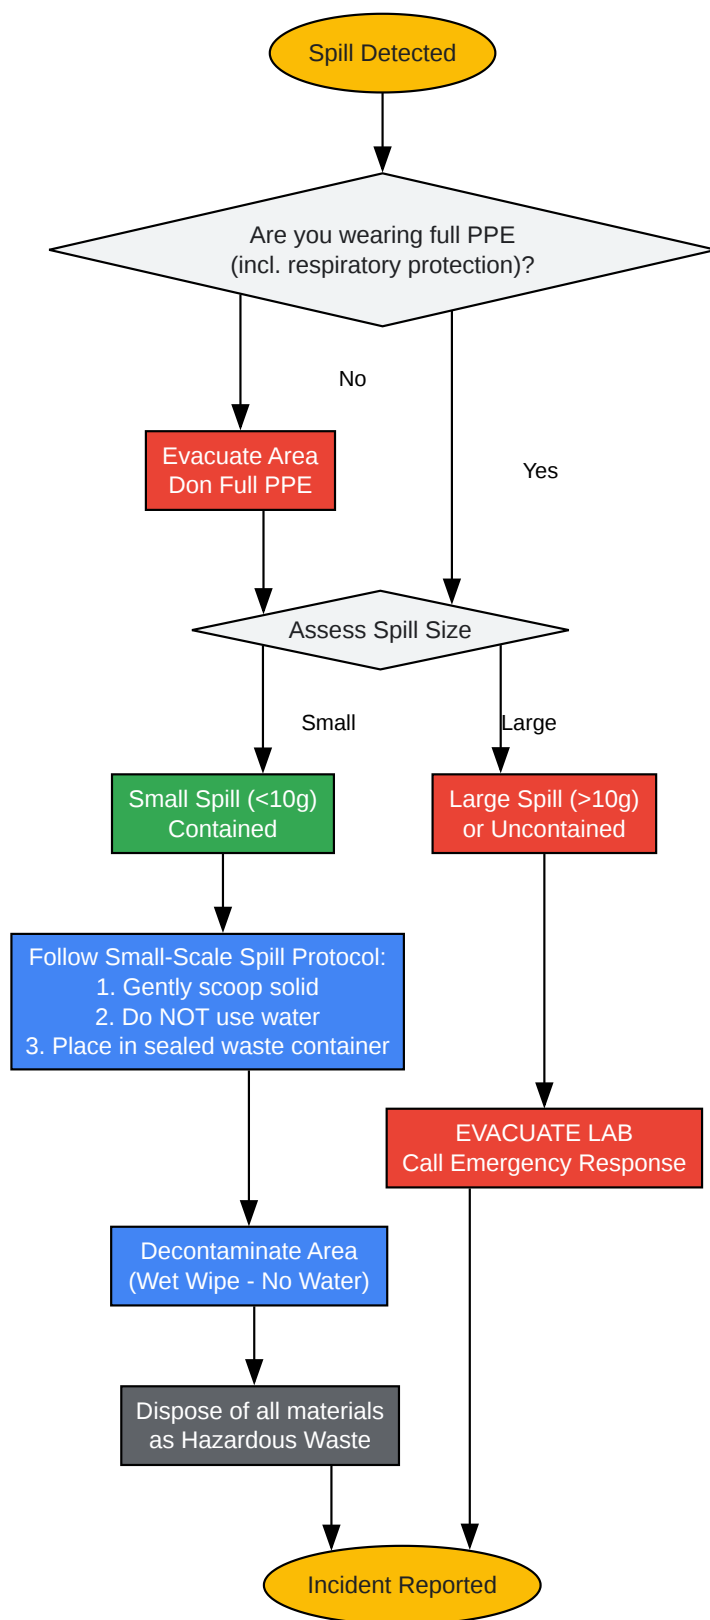 Spill Detected
Are you wearing full PPE
(incl. respiratory protection)?
No
Evacuate Area
Don Full PPE
Yes
Assess Spill Size
Small
Large
Small Spill (<10g)
Contained
Large Spill (>10g)
or Uncontained
Follow Small-Scale Spill Protocol:
1. Gently scoop solid
2. Do NOT use water
3. Place in sealed waste container
EVACUATE LAB
Call Emergency Response
Decontaminate Area
(Wet Wipe - No Water)
Dispose of all materials
as Hazardous Waste
Incident Reported